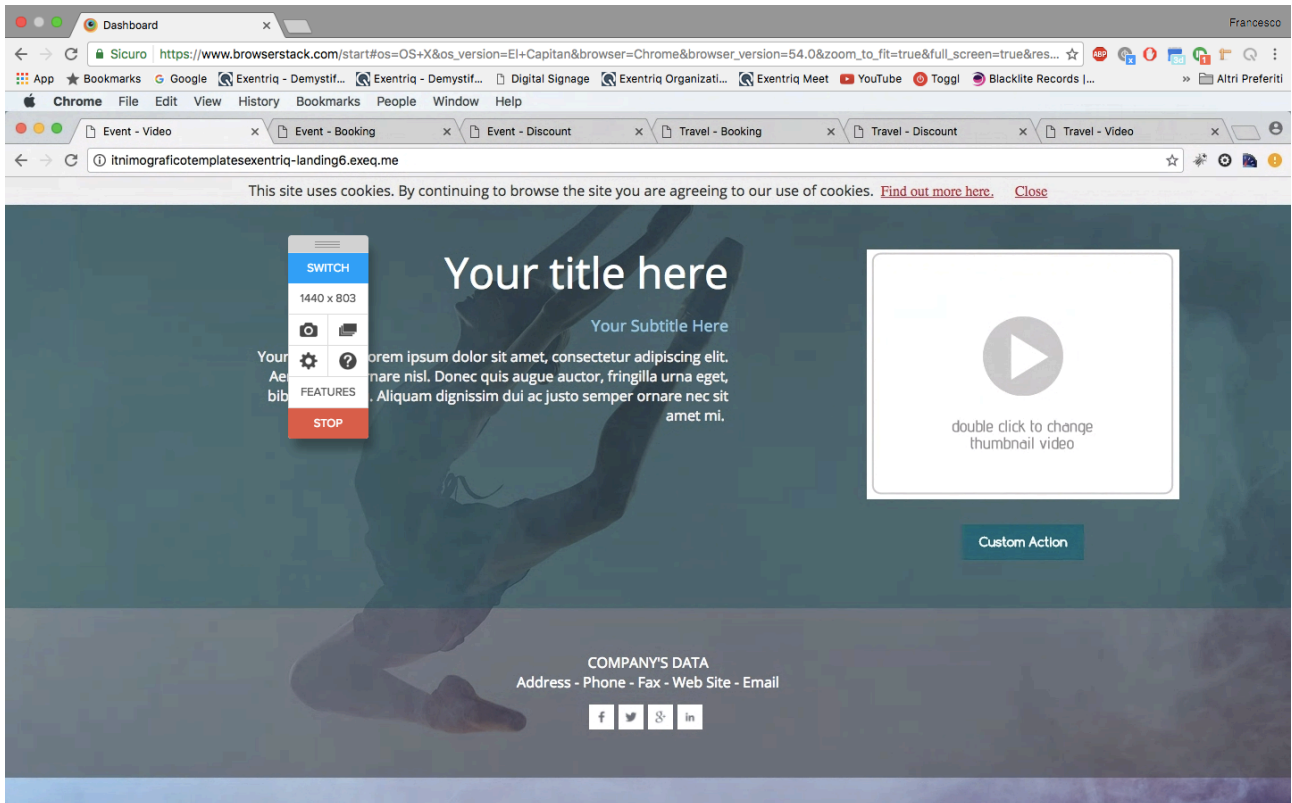 Dashboard
Francesco
Sicuro https://www.browserstack.com/start#os=OS+X&os_version=El+Capitan&browser=Chrome&browser_version=54.0&zoom_to_fit=true&full_screen=true&res...
App Bookmarks Google Exentriq - Demystif... Exentriq - Demystif... Digital Signage Exentriq Organizati... Exentriq Meet YouTube Toggl Blacklite Records |... » Altri Preferiti
Chrome File Edit View History Bookmarks People Window Help
Event - Video Event - Booking Event - Discount Travel - Booking Travel - Discount Travel - Video
itnimograficotemplatesexentriq-landing6.exeq.me
This site uses cookies. By continuing to browse the site you are agreeing to our use of cookies. Find out more here. Close
SWITCH
1440 x 803
FEATURES
STOP
Your title here
Your Subtitle Here
Your orem ipsum dolor sit amet, consectetur adipiscing elit.
Ae nare nisl. Donec quis augue auctor, fringilla urna eget,
bib . Aliquam dignissim dui ac justo semper ornare nec sit
amet mi.
double click to change
thumbnail video
Custom Action
COMPANY'S DATA
Address - Phone - Fax - Web Site - Email